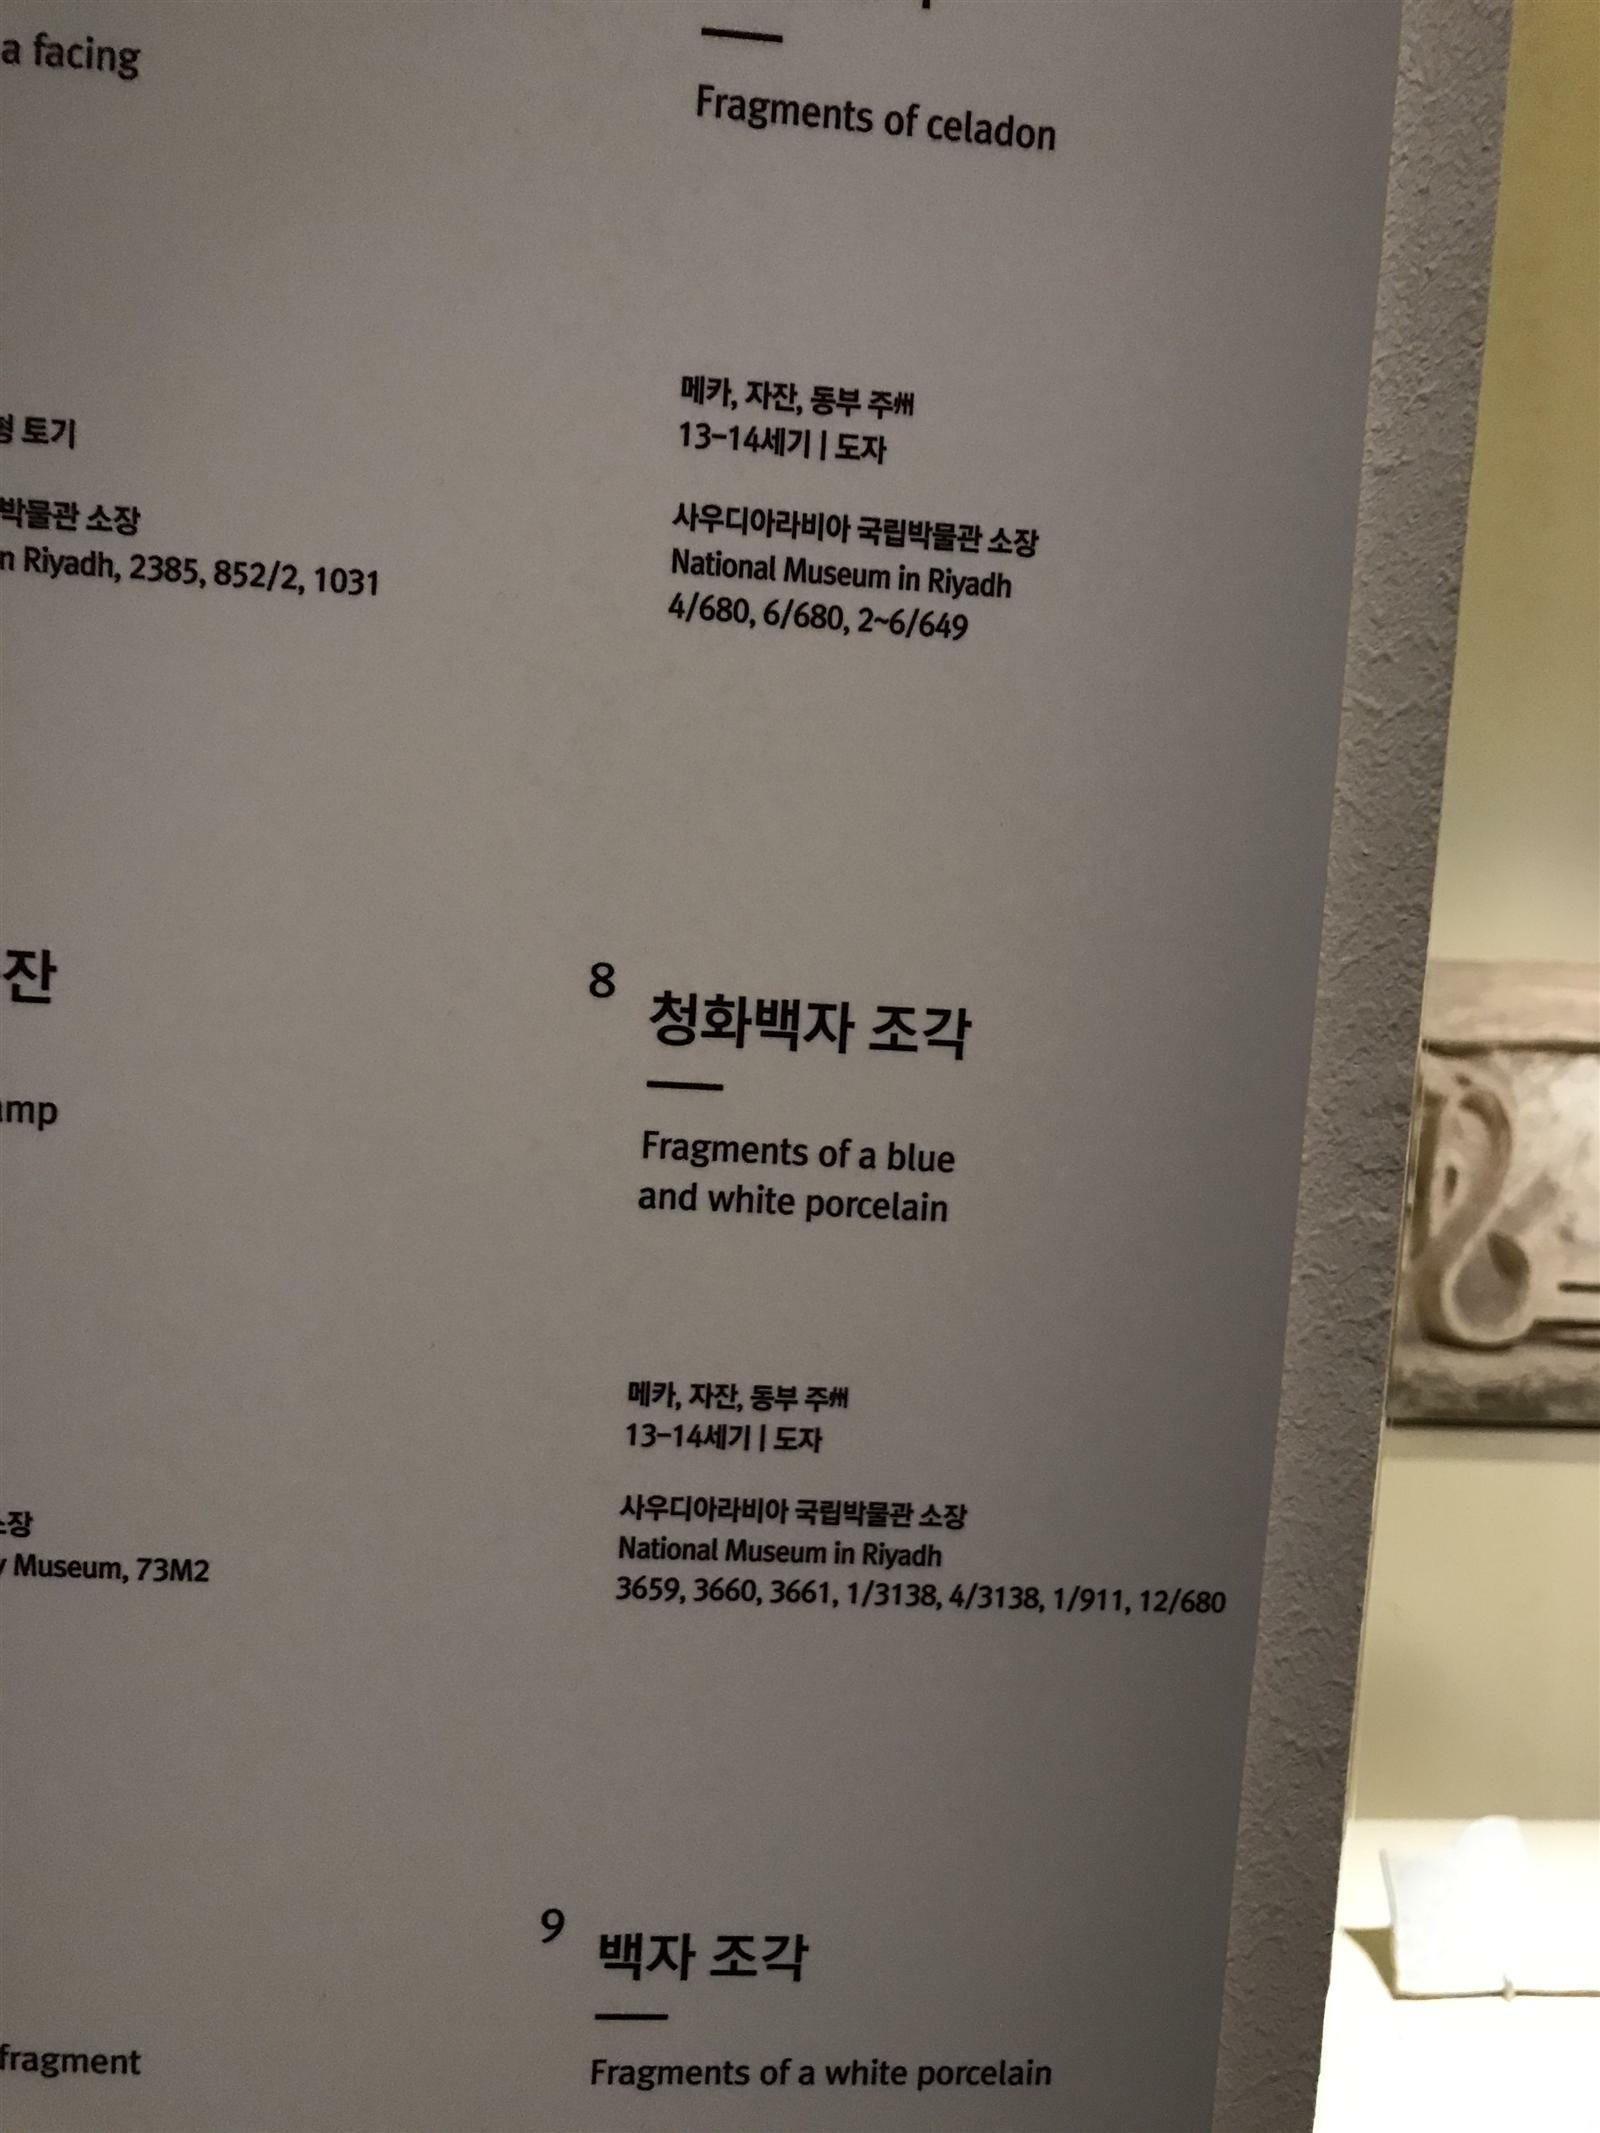 a facing
토기
박물관 소장
Riyadh, 2385, 852/2, 1031
잔
Museum, 73M2
fragment
Fragments of celadon
메카, 자잔, 동부 주州
13–14세기 | 도자
사우디아라비아 국립박물관 소장
National Museum in Riyadh
4/680, 6/680, 2~6/649
8
청화백자 조각
Fragments of a blue
and white porcelain
메카, 자잔, 동부 주州
13–14세기 | 도자
사우디아라비아 국립박물관 소장
National Museum in Riyadh
3659, 3660, 3661, 1/3138, 4/3138, 1/911, 12/680
9
백자 조각
Fragments of a white porcelain